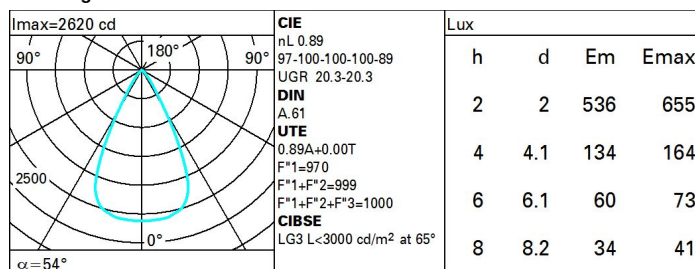 Imax=2620 cd
90° 180° 90°
2500
0°
α=54°
CIE
nL 0.89
97-100-100-100-89
UGR 20.3-20.3
DIN
A.61
UTE
0.89A+0.00T
F"1=970
F"1+F"2=999
F"1+F"2+F"3=1000
CIBSE
LG3 L<3000 cd/m² at 65°
Lux
h d Em Emax
2 2 536 655
4 4.1 134 164
6 6.1 60 73
8 8.2 34 41